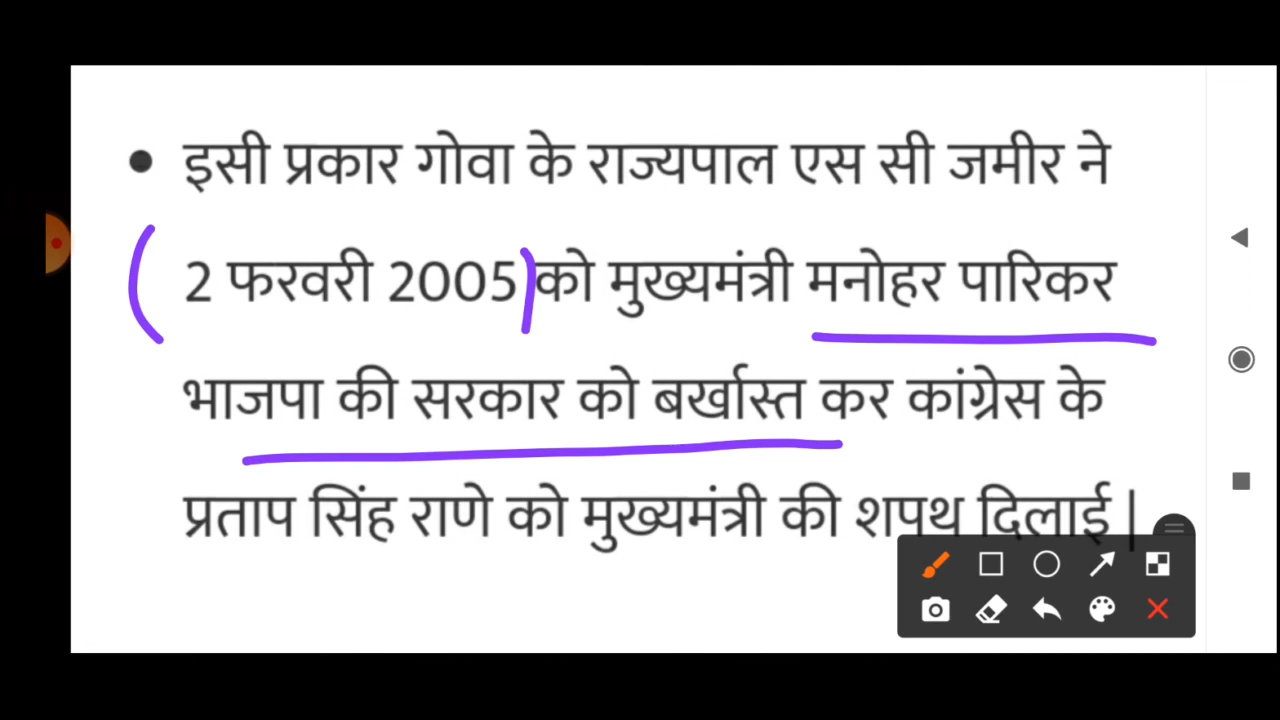 • इसी प्रकार गोवा के राज्यपाल एस सी जमीर ने
2 फरवरी 2005 को मुख्यमंत्री मनोहर पारिकर
भाजपा की सरकार को बर्खास्त कर कांग्रेस के
प्रताप सिंह राणे को मुख्यमंत्री की शपथ दिलाई |